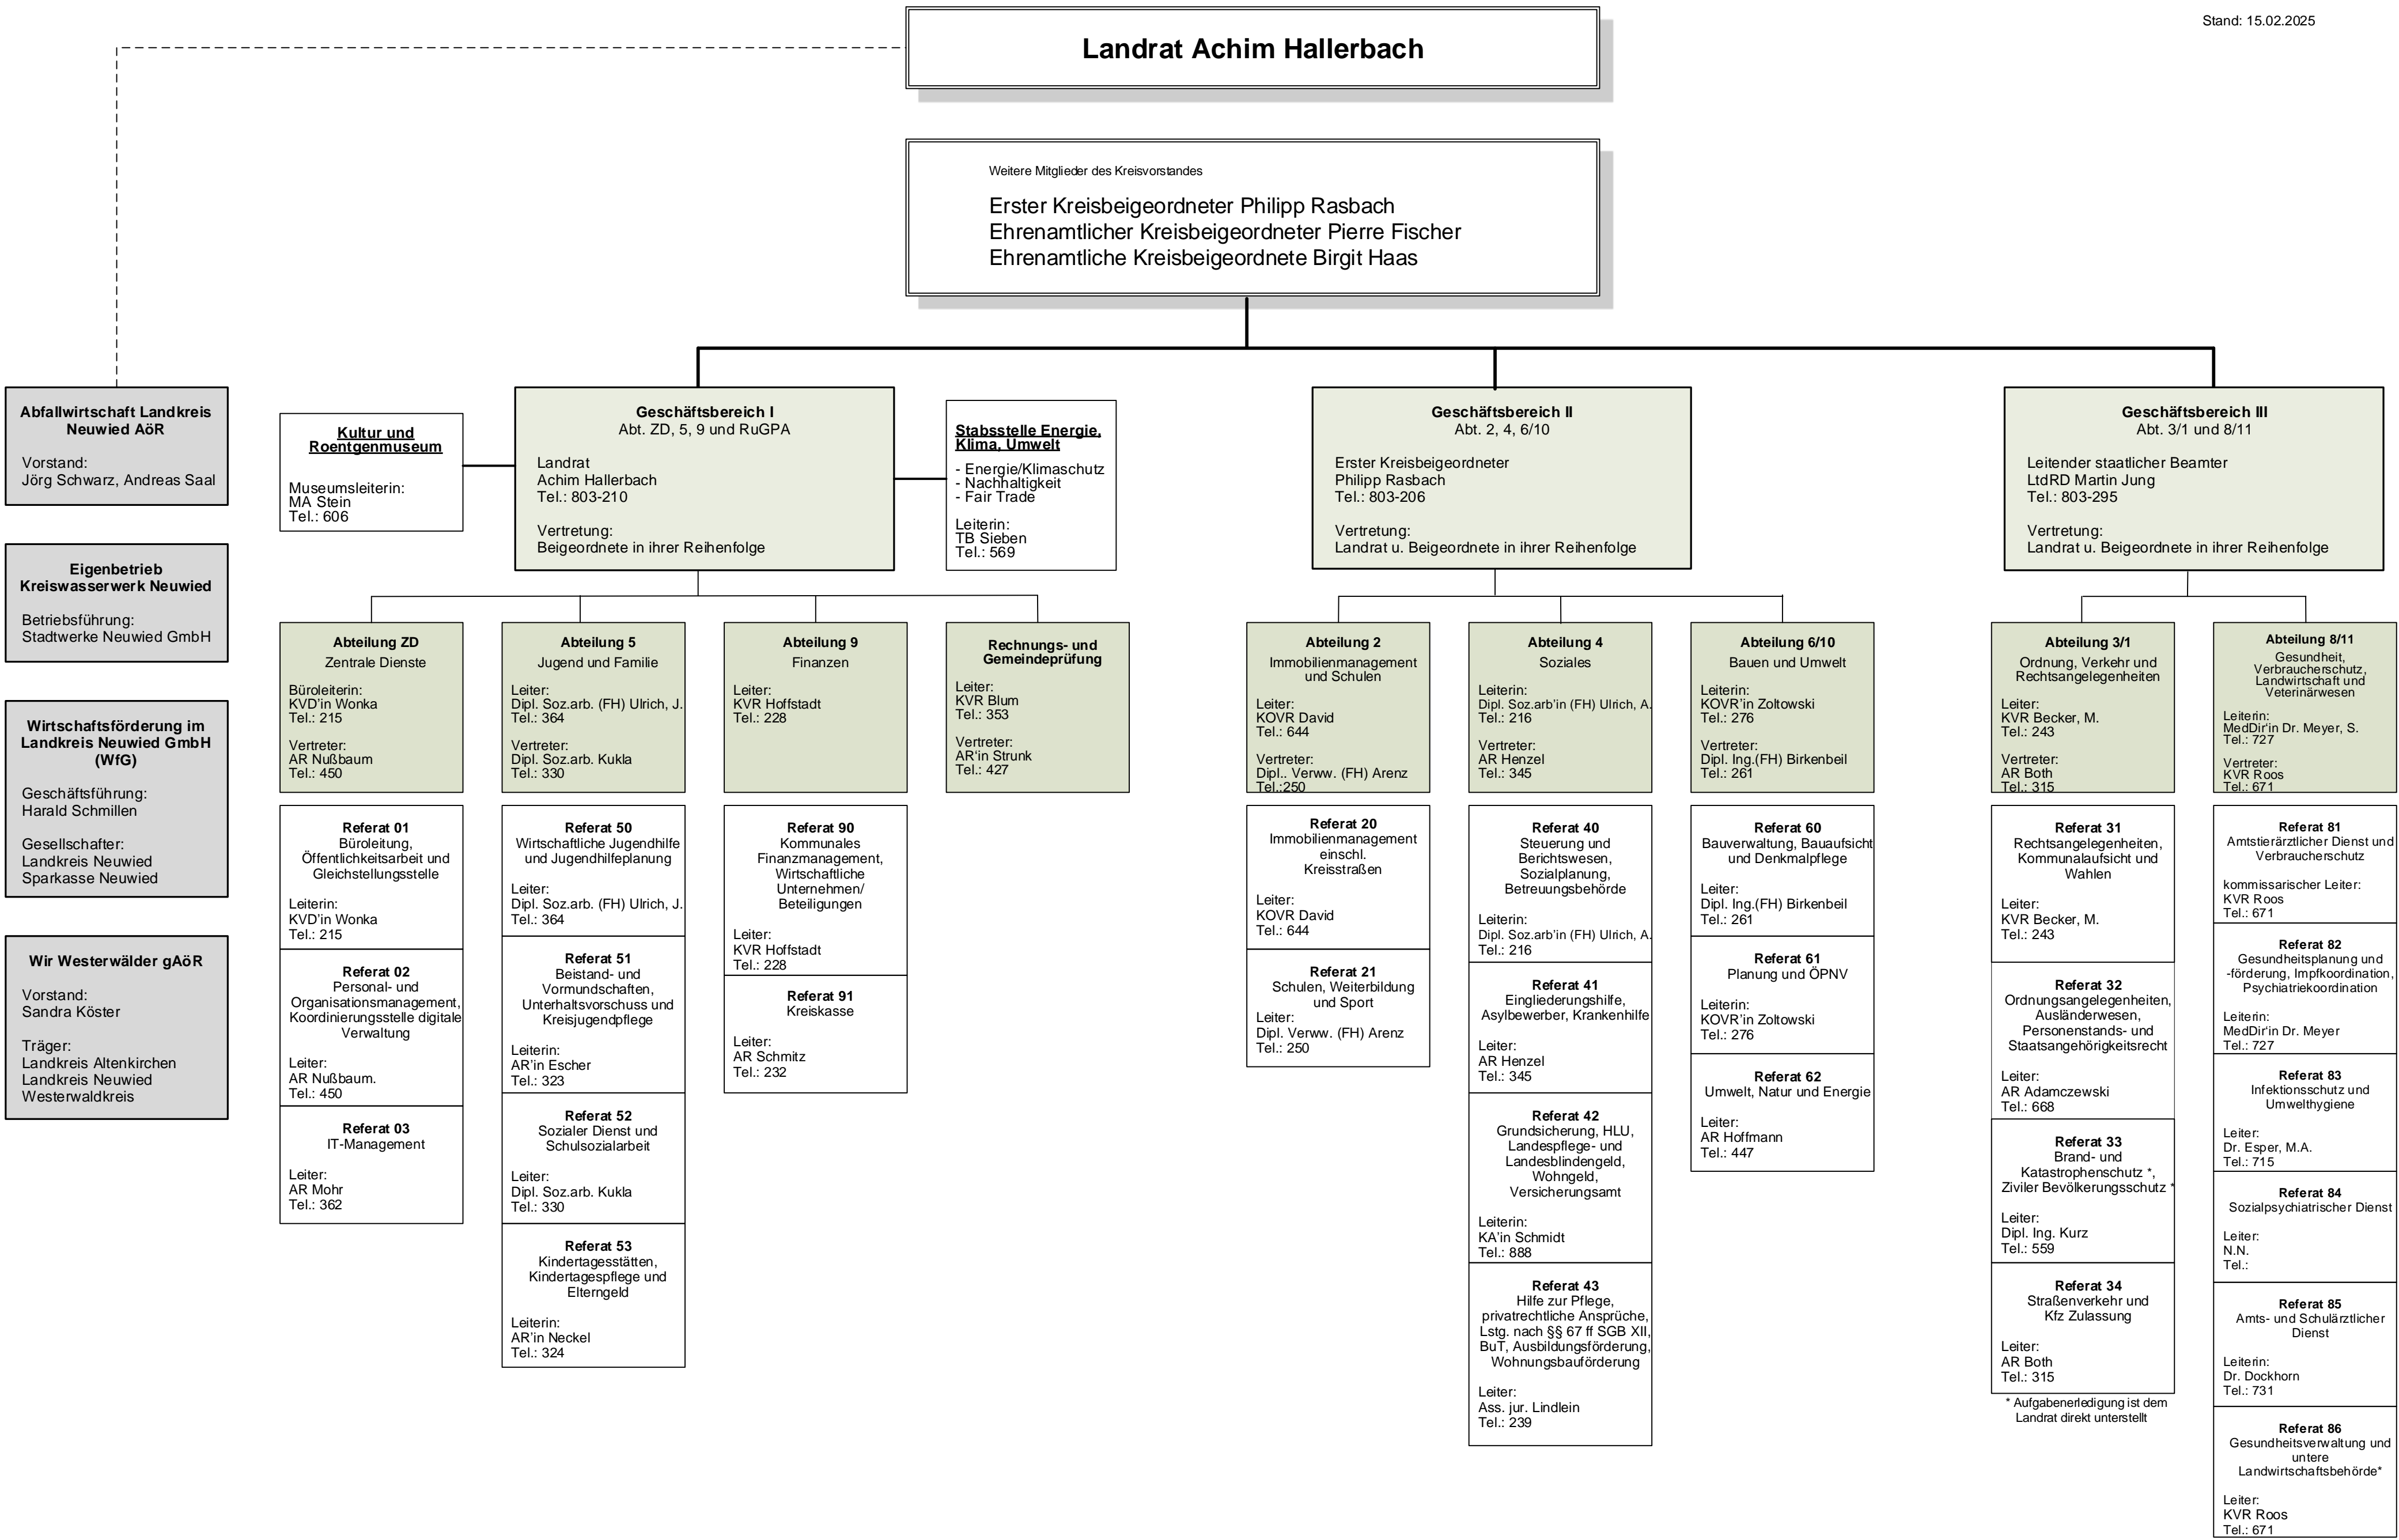 Stand: 15.02.2025
Landrat Achim Hallerbach
Weitere Mitglieder des Kreisvorstandes
Erster Kreisbeigeordneter Philipp Rasbach
Ehrenamtlicher Kreisbeigeordneter Pierre Fischer
Ehrenamtliche Kreisbeigeordnete Birgit Haas
Abfallwirtschaft Landkreis
Neuwied AöR
Vorstand:
Jörg Schwarz, Andreas Saal
Eigenbetrieb
Kreiswasserwerk Neuwied
Betriebsführung:
Stadtwerke Neuwied GmbH
Wirtschaftsförderung im
Landkreis Neuwied GmbH
(WfG)
Geschäftsführung:
Harald Schmillen
Gesellschafter:
Landkreis Neuwied
Sparkasse Neuwied
Wir Westerwälder gAöR
Vorstand:
Sandra Köster
Träger:
Landkreis Altenkirchen
Landkreis Neuwied
Westerwaldkreis
Kultur und
Roentgenmuseum
Museumsleiterin:
MA Stein
Tel.: 606
Geschäftsbereich I
Abt. ZD, 5, 9 und RuGPA
Landrat
Achim Hallerbach
Tel.: 803-210
Vertretung:
Beigeordnete in ihrer Reihenfolge
Stabsstelle Energie,
Klima, Umwelt
- Energie/Klimaschutz
- Nachhaltigkeit
- Fair Trade
Leiterin:
TB Sieben
Tel.: 569
Geschäftsbereich II
Abt. 2, 4, 6/10
Erster Kreisbeigeordneter
Philipp Rasbach
Tel.: 803-206
Vertretung:
Landrat u. Beigeordnete in ihrer Reihenfolge
Geschäftsbereich III
Abt. 3/1 und 8/11
Leitender staatlicher Beamter
LtdRD Martin Jung
Tel.: 803-295
Vertretung:
Landrat u. Beigeordnete in ihrer Reihenfolge
Abteilung ZD
Zentrale Dienste
Büroleiterin:
KVD'in Wonka
Tel.: 215
Vertreter:
AR Nußbaum
Tel.: 450
Referat 01
Büroleitung,
Öffentlichkeitsarbeit und
Gleichstellungsstelle
Leiterin:
KVD'in Wonka
Tel.: 215
Referat 02
Personal- und
Organisationsmanagement,
Koordinierungsstelle digitale
Verwaltung
Leiter:
AR Nußbaum.
Tel.: 450
Referat 03
IT-Management
Leiter:
AR Mohr
Tel.: 362
Abteilung 5
Jugend und Familie
Leiter:
Dipl. Soz.arb. (FH) Ulrich, J.
Tel.: 364
Vertreter:
Dipl. Soz.arb. Kukla
Tel.: 330
Referat 50
Wirtschaftliche Jugendhilfe
und Jugendhilfeplanung
Leiter:
Dipl. Soz.arb. (FH) Ulrich, J.
Tel.: 364
Referat 51
Beistand- und
Vormundschaften,
Unterhaltsvorschuss und
Kreisjugendpflege
Leiterin:
AR'in Escher
Tel.: 323
Referat 52
Sozialer Dienst und
Schulsozialarbeit
Leiter:
Dipl. Soz.arb. Kukla
Tel.: 330
Referat 53
Kindertagesstätten,
Kindertagespflege und
Elterngeld
Leiterin:
AR'in Neckel
Tel.: 324
Abteilung 9
Finanzen
Leiter:
KVR Hoffstadt
Tel.: 228
Referat 90
Kommunales
Finanzmanagement,
Wirtschaftliche
Unternehmen/
Beteiligungen
Leiter:
KVR Hoffstadt
Tel.: 228
Referat 91
Kreiskasse
Leiter:
AR Schmitz
Tel.: 232
Rechnungs- und
Gemeindeprüfung
Leiter:
KVR Blum
Tel.: 353
Vertreter:
AR'in Strunk
Tel.: 427
Abteilung 2
Immobilienmanagement
und Schulen
Leiter:
KOVR David
Tel.: 644
Vertreter:
Dipl.. Verww. (FH) Arenz
Tel.:250
Referat 20
Immobilienmanagement
einschl.
Kreisstraßen
Leiter:
KOVR David
Tel.: 644
Referat 21
Schulen, Weiterbildung
und Sport
Leiter:
Dipl. Verww. (FH) Arenz
Tel.: 250
Abteilung 4
Soziales
Leiterin:
Dipl. Soz.arb'in (FH) Ulrich, A.
Tel.: 216
Vertreter:
AR Henzel
Tel.: 345
Referat 40
Steuerung und
Berichtswesen,
Sozialplanung,
Betreuungsbehörde
Leiterin:
Dipl. Soz.arb'in (FH) Ulrich, A.
Tel.: 216
Referat 41
Eingliederungshilfe,
Asylbewerber, Krankenhilfe
Leiter:
AR Henzel
Tel.: 345
Referat 42
Grundsicherung, HLU,
Landespflege- und
Landesblindengeld,
Wohngeld,
Versicherungsamt
Leiterin:
KA'in Schmidt
Tel.: 888
Referat 43
Hilfe zur Pflege,
privatrechtliche Ansprüche,
Lstg. nach §§ 67 ff SGB XII,
BuT, Ausbildungsförderung,
Wohnungsbauförderung
Leiter:
Ass. jur. Lindlein
Tel.: 239
Abteilung 6/10
Bauen und Umwelt
Leiterin:
KOVR'in Zoltowski
Tel.: 276
Vertreter:
Dipl. Ing.(FH) Birkenbeil
Tel.: 261
Referat 60
Bauverwaltung, Bauaufsicht
und Denkmalpflege
Leiter:
Dipl. Ing.(FH) Birkenbeil
Tel.: 261
Referat 61
Planung und ÖPNV
Leiterin:
KOVR'in Zoltowski
Tel.: 276
Referat 62
Umwelt, Natur und Energie
Leiter:
AR Hoffmann
Tel.: 447
Abteilung 3/1
Ordnung, Verkehr und
Rechtsangelegenheiten
Leiter:
KVR Becker, M.
Tel.: 243
Vertreter:
AR Both
Tel.: 315
Referat 31
Rechtsangelegenheiten,
Kommunalaufsicht und
Wahlen
Leiter:
KVR Becker, M.
Tel.: 243
Referat 32
Ordnungsangelegenheiten,
Ausländerwesen,
Personenstands- und
Staatsangehörigkeitsrecht
Leiter:
AR Adamczewski
Tel.: 668
Referat 33
Brand- und
Katastrophenschutz *,
Ziviler Bevölkerungsschutz *
Leiter:
Dipl. Ing. Kurz
Tel.: 559
Referat 34
Straßenverkehr und
Kfz Zulassung
Leiter:
AR Both
Tel.: 315
* Aufgabenerledigung ist dem
Landrat direkt unterstellt
Abteilung 8/11
Gesundheit,
Verbraucherschutz,
Landwirtschaft und
Veterinärwesen
Leiterin:
MedDir'in Dr. Meyer, S.
Tel.: 727
Vertreter:
KVR Roos
Tel.: 671
Referat 81
Amtstierärztlicher Dienst und
Verbraucherschutz
kommissarischer Leiter:
KVR Roos
Tel.: 671
Referat 82
Gesundheitsplanung und
-förderung, Impfkoordination,
Psychiatriekoordination
Leiterin:
MedDir'in Dr. Meyer
Tel.: 727
Referat 83
Infektionsschutz und
Umwelthygiene
Leiter:
Dr. Esper, M.A.
Tel.: 715
Referat 84
Sozialpsychiatrischer Dienst
Leiter:
N.N.
Tel.:
Referat 85
Amts- und Schulärztlicher
Dienst
Leiterin:
Dr. Dockhorn
Tel.: 731
Referat 86
Gesundheitsverwaltung und
untere
Landwirtschaftsbehörde*
Leiter:
KVR Roos
Tel.: 671